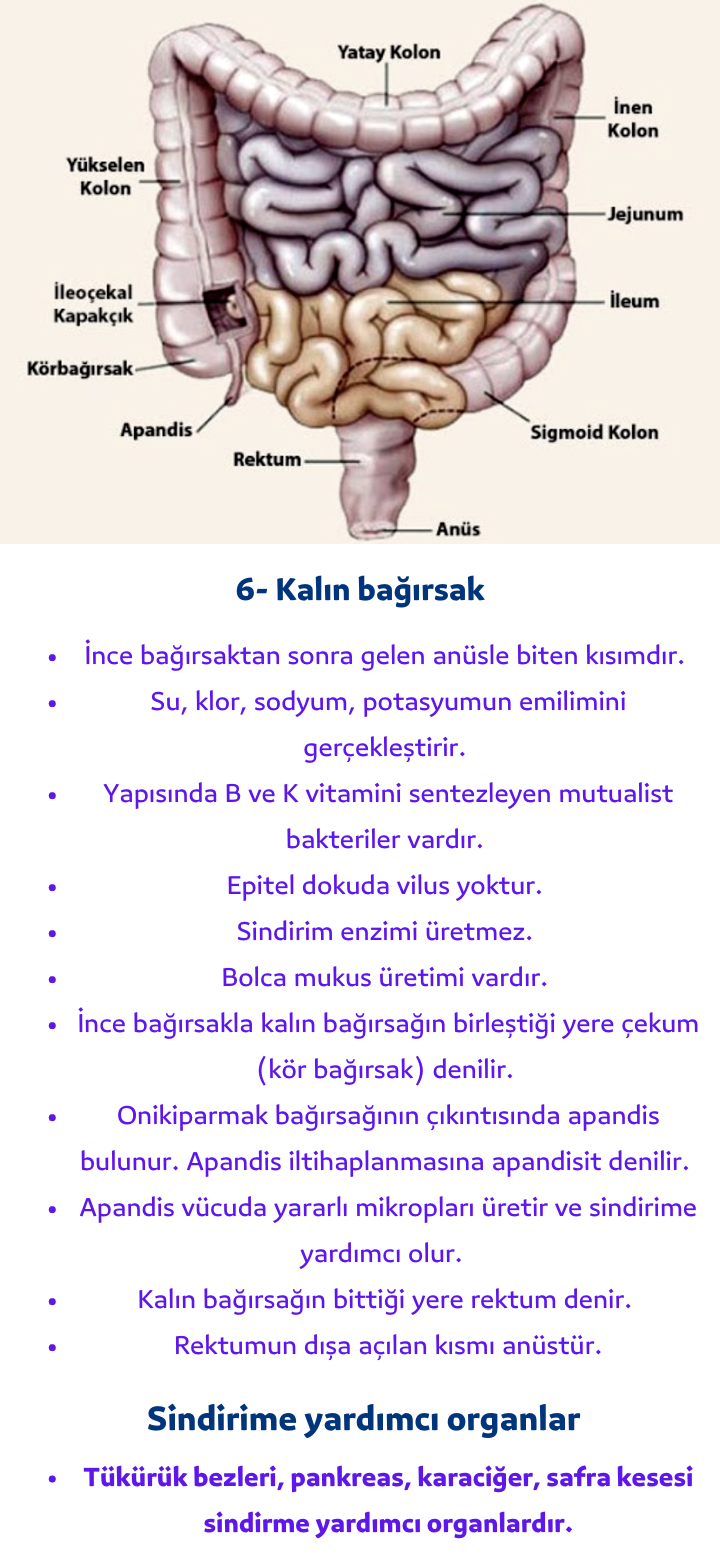 Yatay Kolon
İnen
Kolon
Yükselen
Kolon
Jejunum
İleoçekal
Kapakçık
İleum
Körbağırsak
Apandis
Sigmoid Kolon
Rektum
Anüs
6- Kalın bağırsak
• İnce bağırsaktan sonra gelen anüsle biten kısımdır.
• Su, klor, sodyum, potasyumun emilimini
gerçekleştirir.
• Yapısında B ve K vitamini sentezleyen mutualist
bakteriler vardır.
• Epitel dokuda vilus yoktur.
• Sindirim enzimi üretmez.
• Bolca mukus üretimi vardır.
• İnce bağırsakla kalın bağırsağın birleştiği yere çekum
(kör bağırsak) denilir.
• Onikiparmak bağırsağının çıkıntısında apandis
bulunur. Apandis iltihaplanmasına apandisit denilir.
• Apandis vücuda yararlı mikropları üretir ve sindirime
yardımcı olur.
• Kalın bağırsağın bittiği yere rektum denir.
• Rektumun dışa açılan kısmı anüstür.
Sindirime yardımcı organlar
• Tükürük bezleri, pankreas, karaciğer, safra kesesi
sindirme yardımcı organlardır.